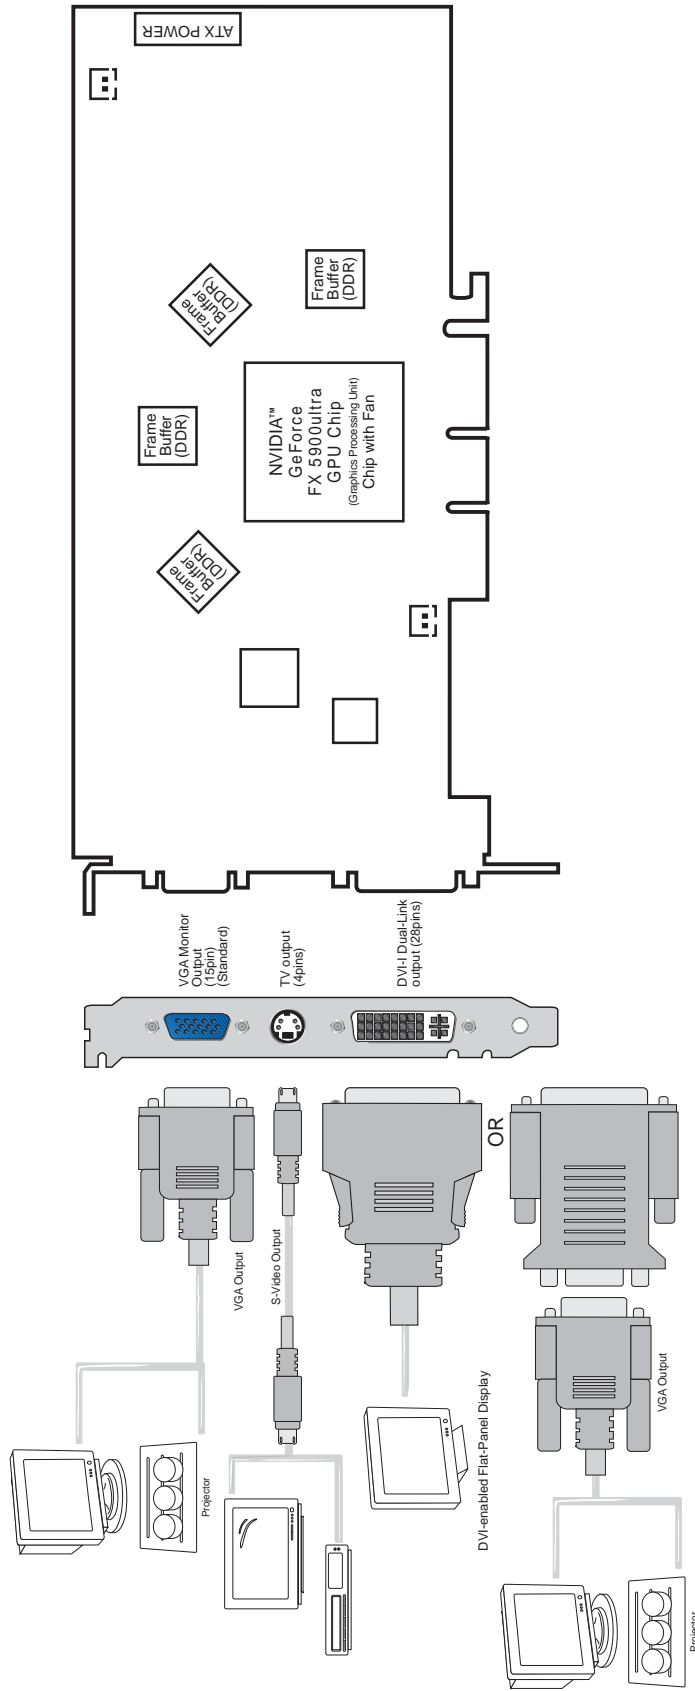 ATX POWER
Frame
Buffer
(DDR)
Frame
Buffer
(DDR)
Frame
Buffer
(DDR)
Frame
Buffer
(DDR)
NVIDIA™
GeForce
FX 5900ultra
GPU Chip
(Graphics Processing Unit)
Chip with Fan
VGA Monitor
Output
(15pin)
(Standard)
TV output
(4pins)
DVI-I Dual-Link
output (28pins)
VGA Output
S-Video Output
OR
Projector
DVI-enabled Flat-Panel Display
VGA Output
Projector